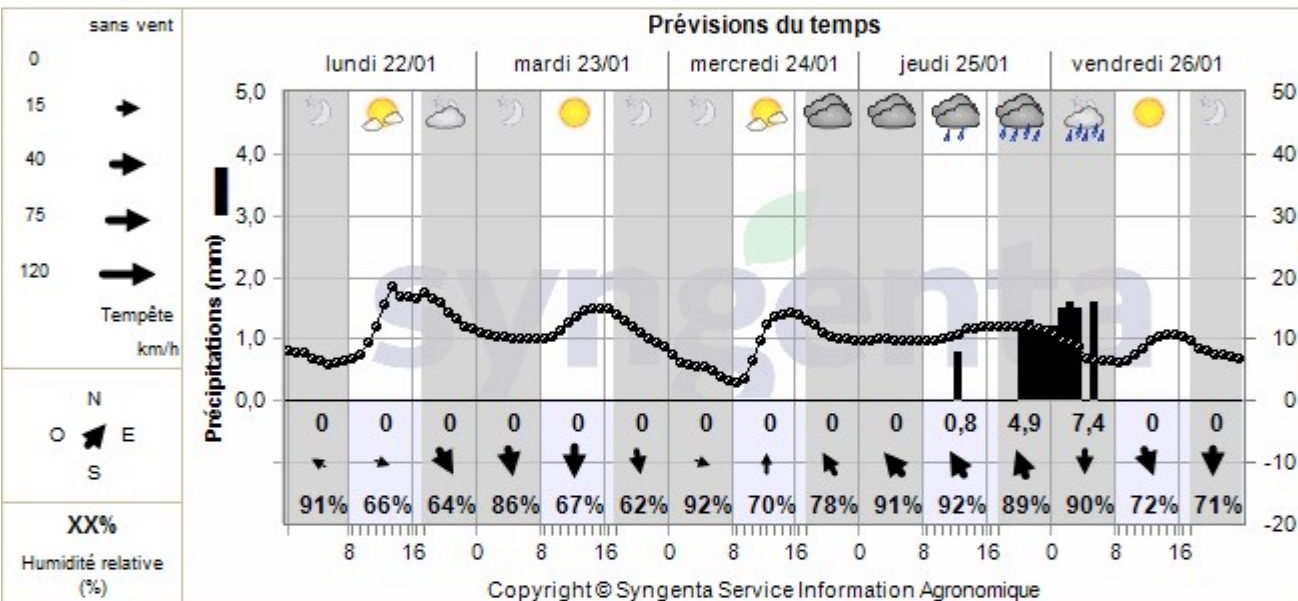 Prévisions du temps
sans vent
0
15
40
75
120
Tempête
km/h
N
O E
S
XX%
Humidité relative
(%)
lundi 22/01 mardi 23/01 mercredi 24/01 jeudi 25/01 vendredi 26/01
Précipitations (mm)
5,0 50
4,0 40
3,0 30
2,0 20
1,0 10
0,0 0
-10
-20
syngenta
0 0 0 0 0 0 0 0 0 0 0,8 4,9 7,4 0 0
91% 66% 64% 86% 67% 62% 92% 70% 78% 91% 92% 89% 90% 72% 71%
8 16 0 8 16 0 8 16 0 8 16 0 8 16
Copyright © Syngenta Service Information Agronomique